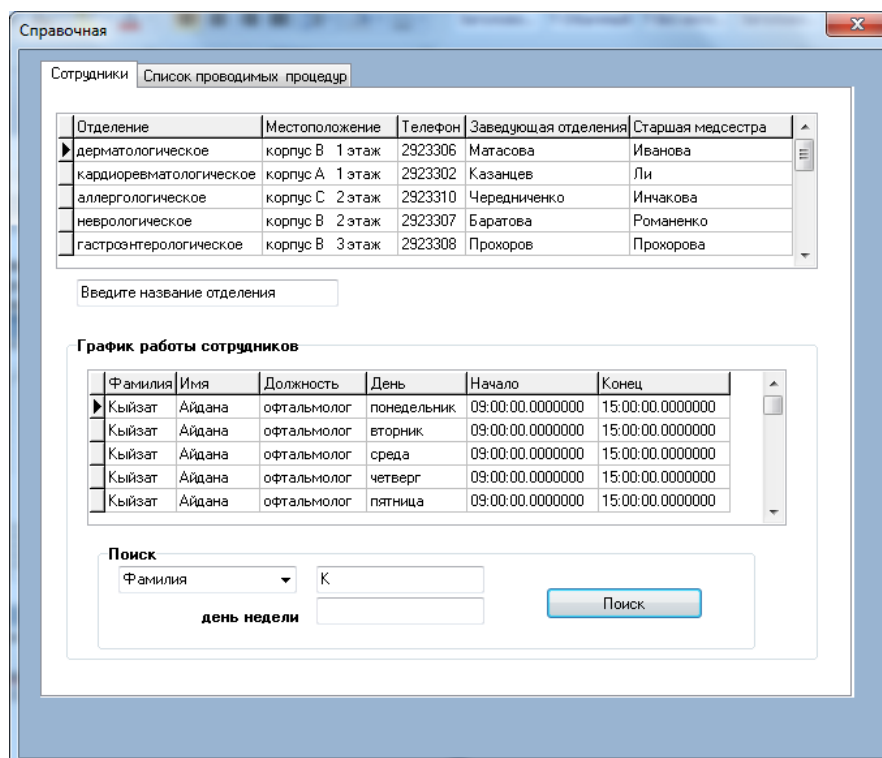 Справочная
Сотрудники Список проводимых процедур
Отделение Местоположение Телефон Заведующая отделения Старшая медсестра
дерматологическое корпус В 1 этаж 2923306 Матасова Иванова
кардиоревматологическое корпус А 1 этаж 2923302 Казанцев Ли
аллергологическое корпус С 2 этаж 2923310 Чередниченко Инчакова
неврологическое корпус В 2 этаж 2923307 Баратова Романенко
гастроэнтерологическое корпус В 3 этаж 2923308 Прохоров Прохорова
Введите название отделения
График работы сотрудников
Фамилия Имя Должность День Начало Конец
Кыйзат Айдана офтальмолог понедельник 09:00:00.0000000 15:00:00.0000000
Кыйзат Айдана офтальмолог вторник 09:00:00.0000000 15:00:00.0000000
Кыйзат Айдана офтальмолог среда 09:00:00.0000000 15:00:00.0000000
Кыйзат Айдана офтальмолог четверг 09:00:00.0000000 15:00:00.0000000
Кыйзат Айдана офтальмолог пятница 09:00:00.0000000 15:00:00.0000000
Поиск
Фамилия К
день недели Поиск